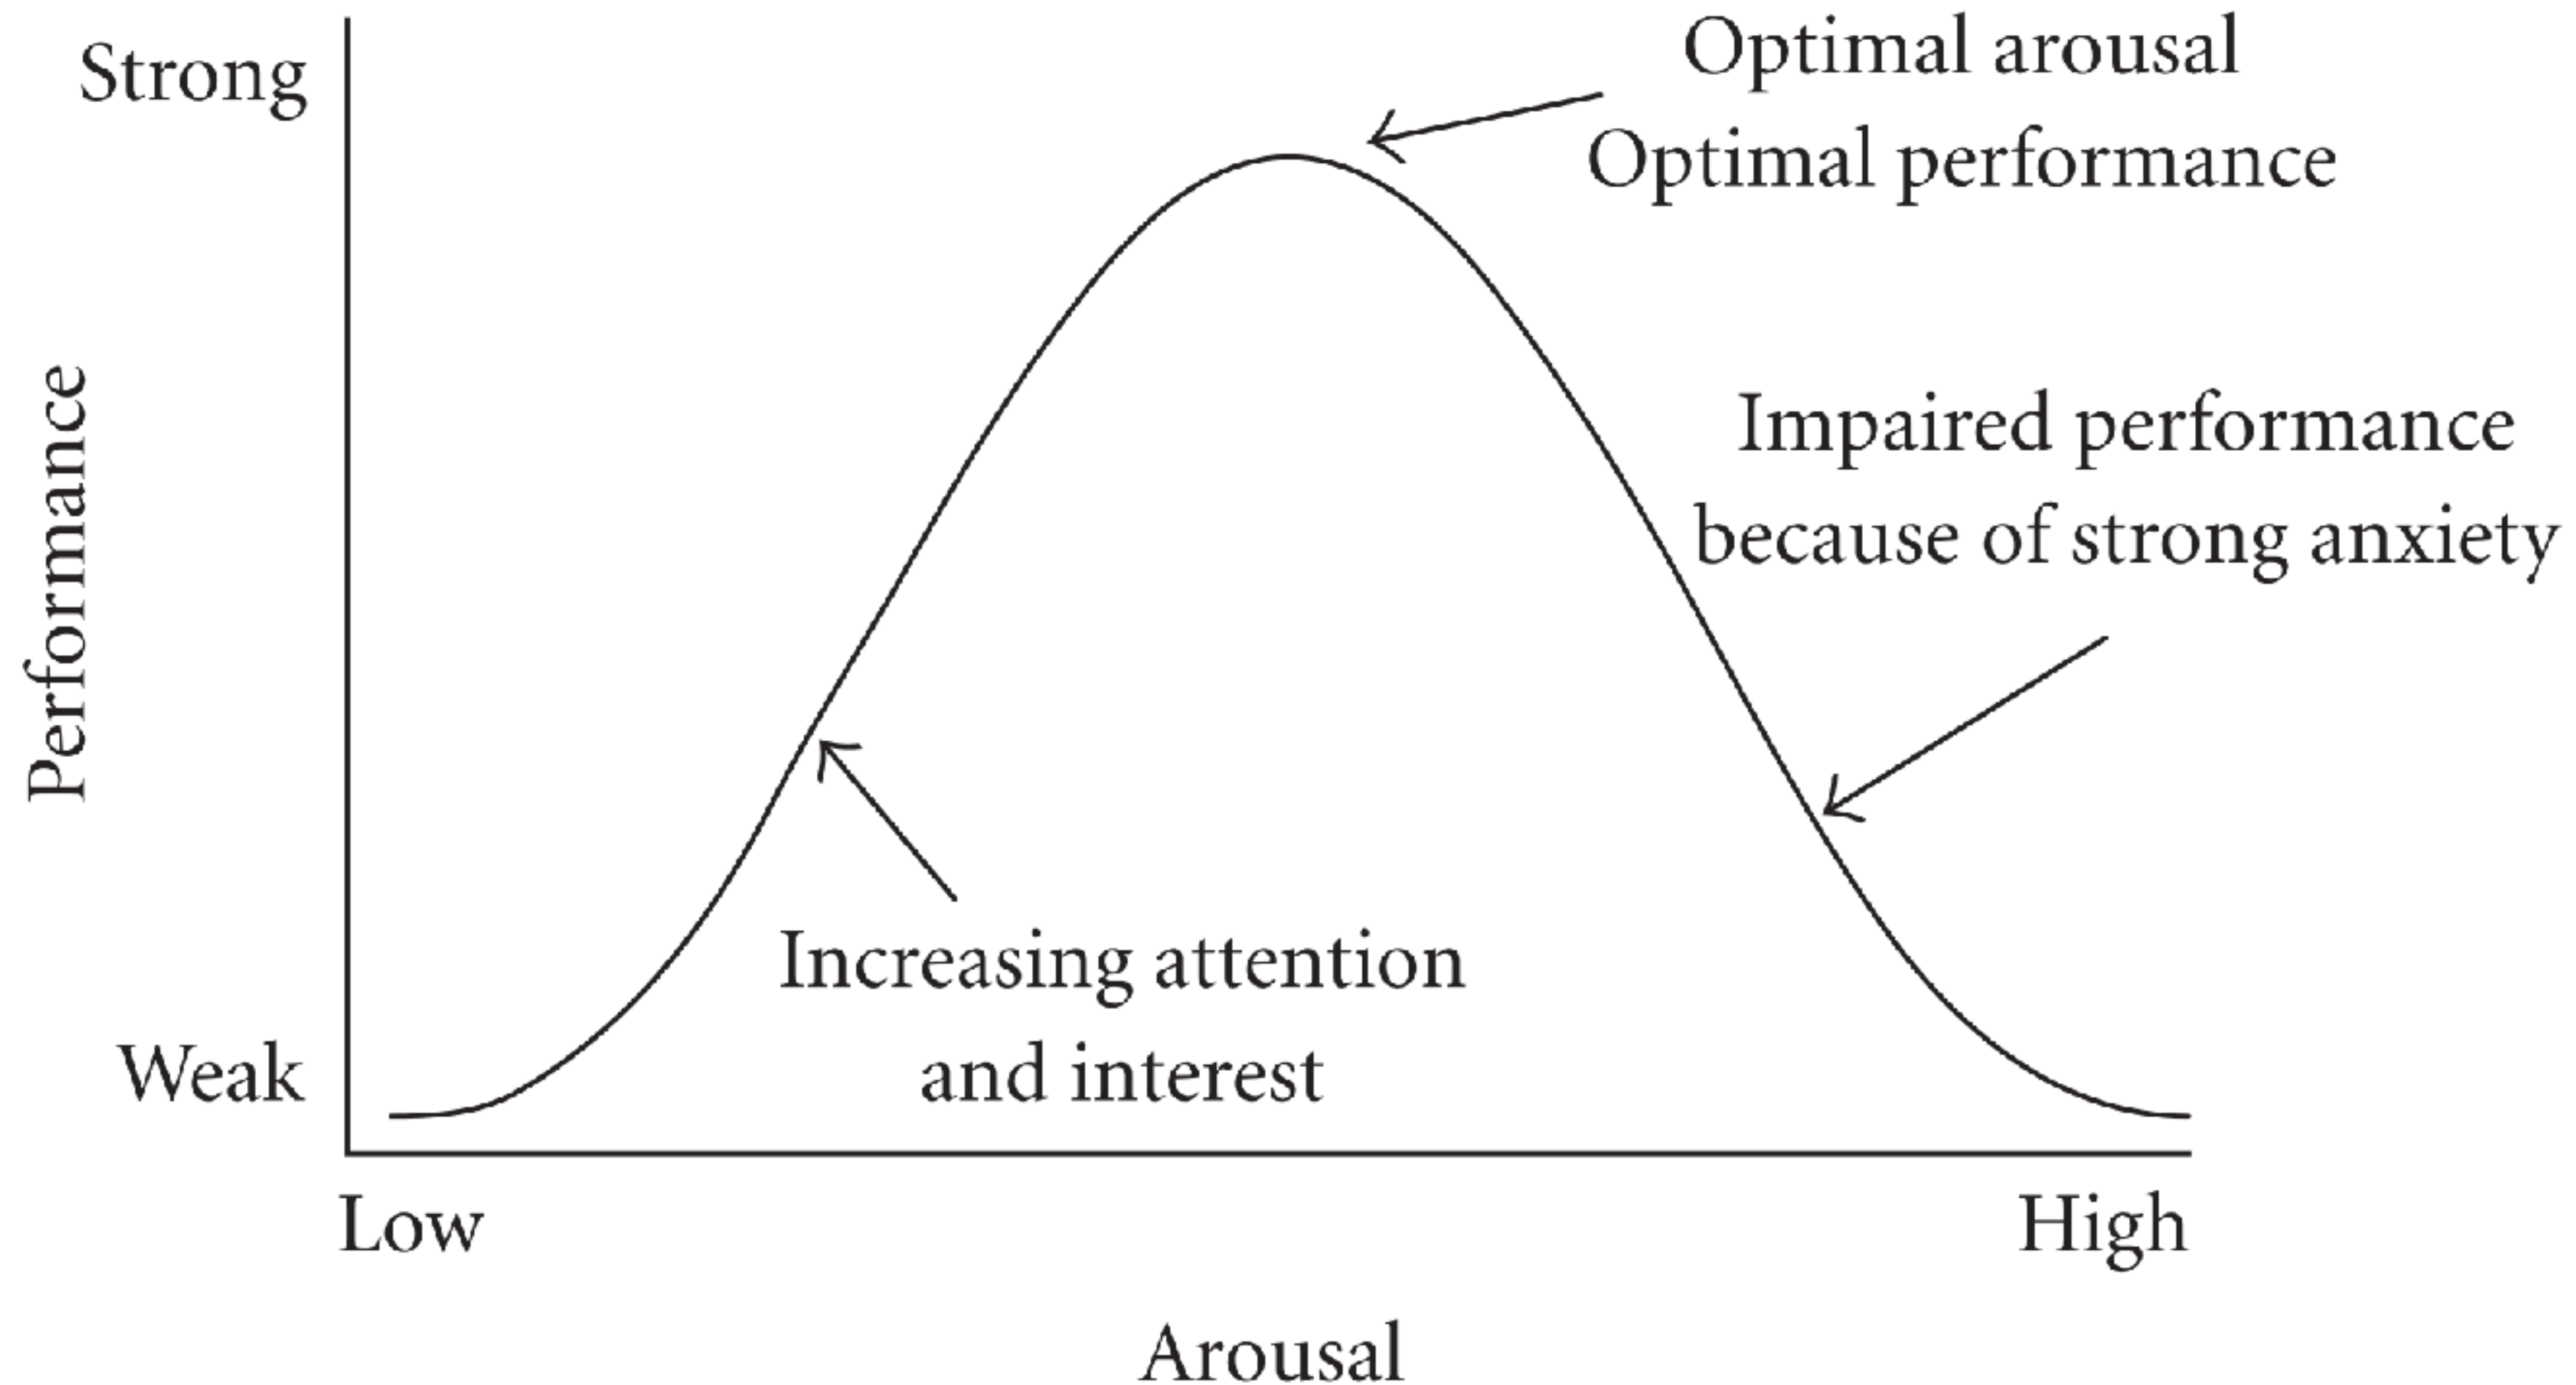 Strong
Optimal arousal
Optimal performance
Impaired performance
because of strong anxiety
Performance
Increasing attention
and interest
Weak
Low
High
Arousal